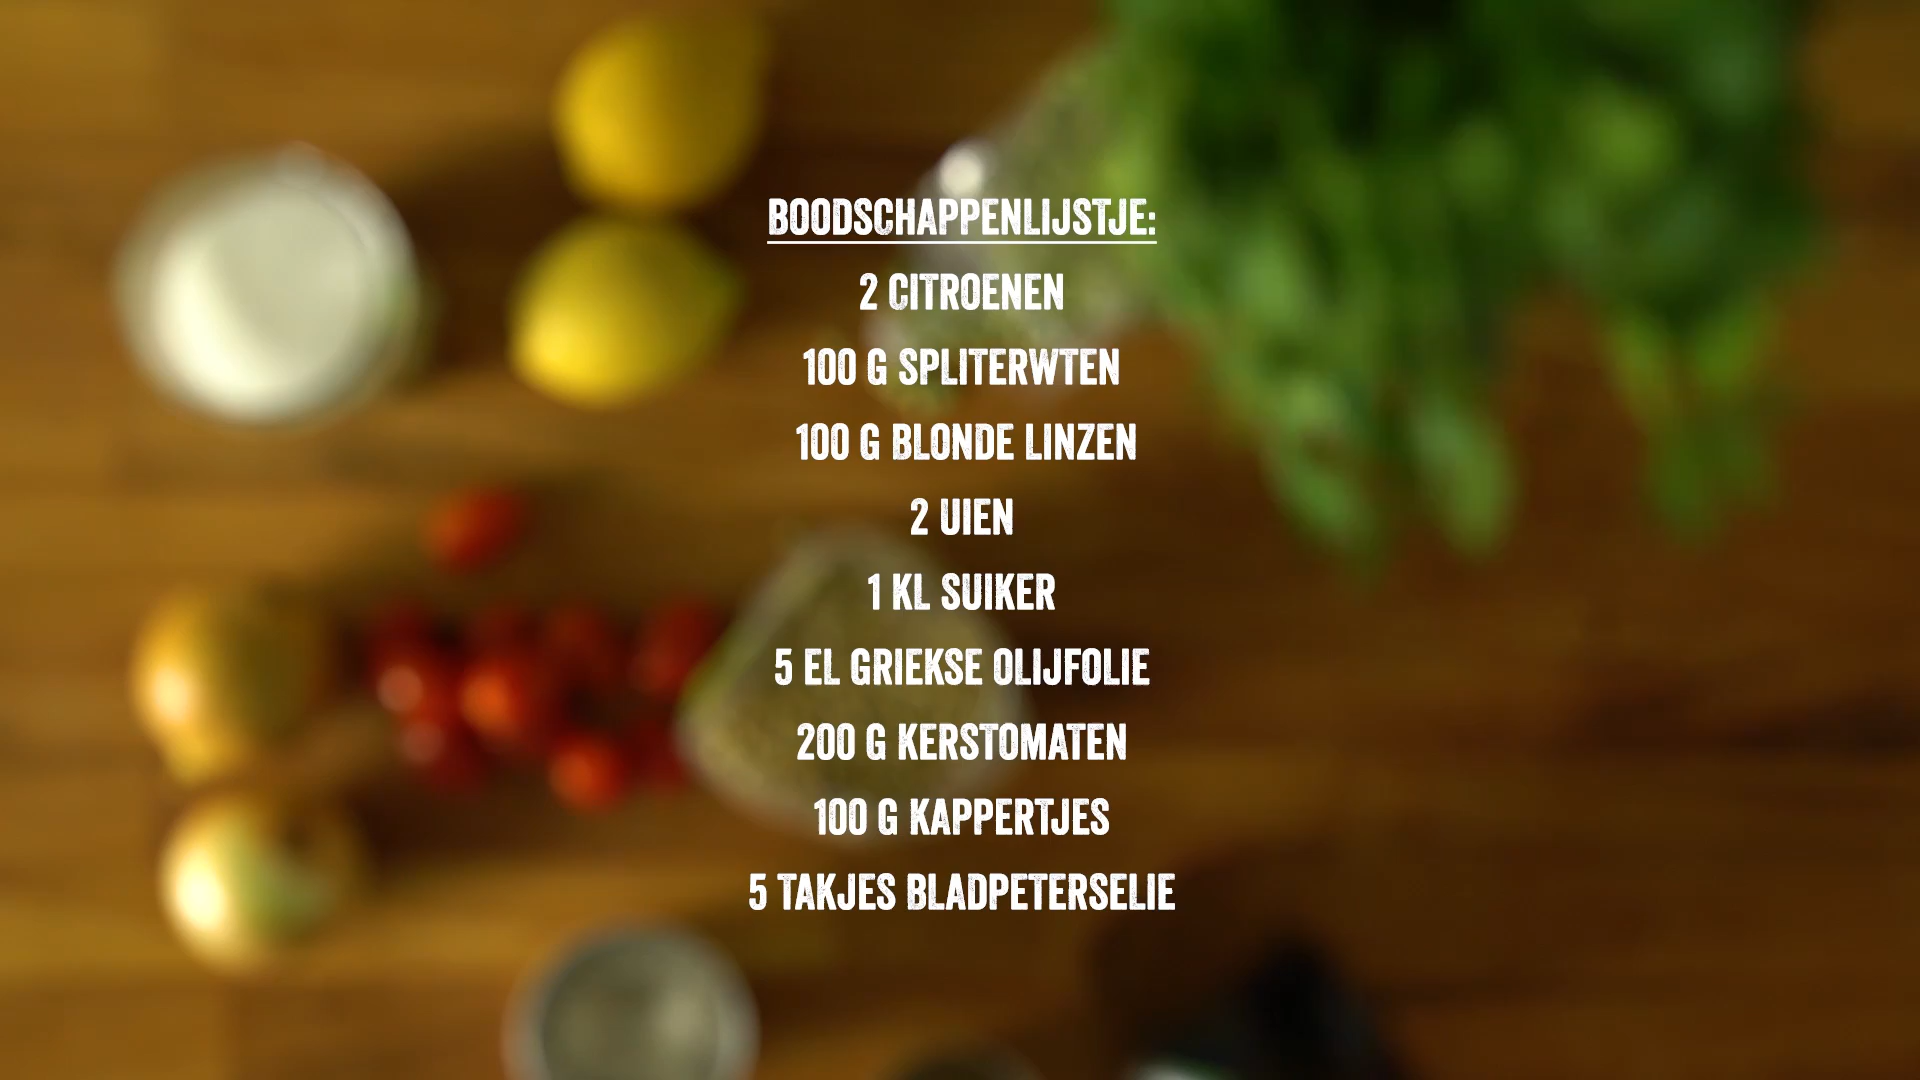 BOODSCHAPPENLIJSTJE:
2 CITROENEN
100 G SPLITERWTEN
100 G BLONDE LINZEN
2 UIEN
1 KL SUIKER
5 EL GRIEKSE OLIJFOLIE
200 G KERSTOMATEN
100 G KAPPERTJES
5 TAKJES BLADPETERSELIE